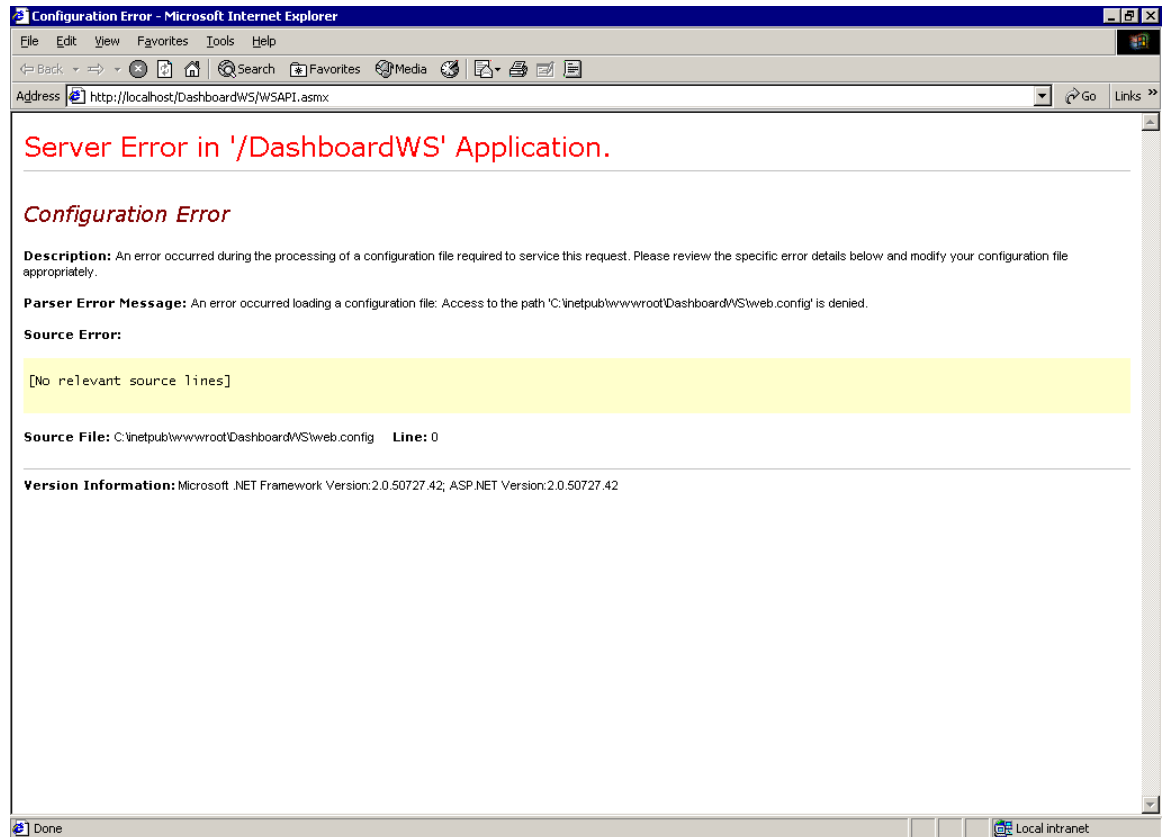 Configuration Error - Microsoft Internet Explorer
File Edit View Favorites Tools Help
Back Search Favorites Media
Address http://localhost/DashboardWS/WSAPI.asmx Go Links »
Server Error in '/DashboardWS' Application.
Configuration Error
Description: An error occurred during the processing of a configuration file required to service this request. Please review the specific error details below and modify your configuration file
appropriately.
Parser Error Message: An error occurred loading a configuration file: Access to the path 'C:\inetpub\wwwroot\DashboardWS\web.config' is denied.
Source Error:
[No relevant source lines]
Source File: C:\inetpub\wwwroot\DashboardWS\web.config Line: 0
Version Information: Microsoft .NET Framework Version:2.0.50727.42; ASP.NET Version:2.0.50727.42
Done Local intranet